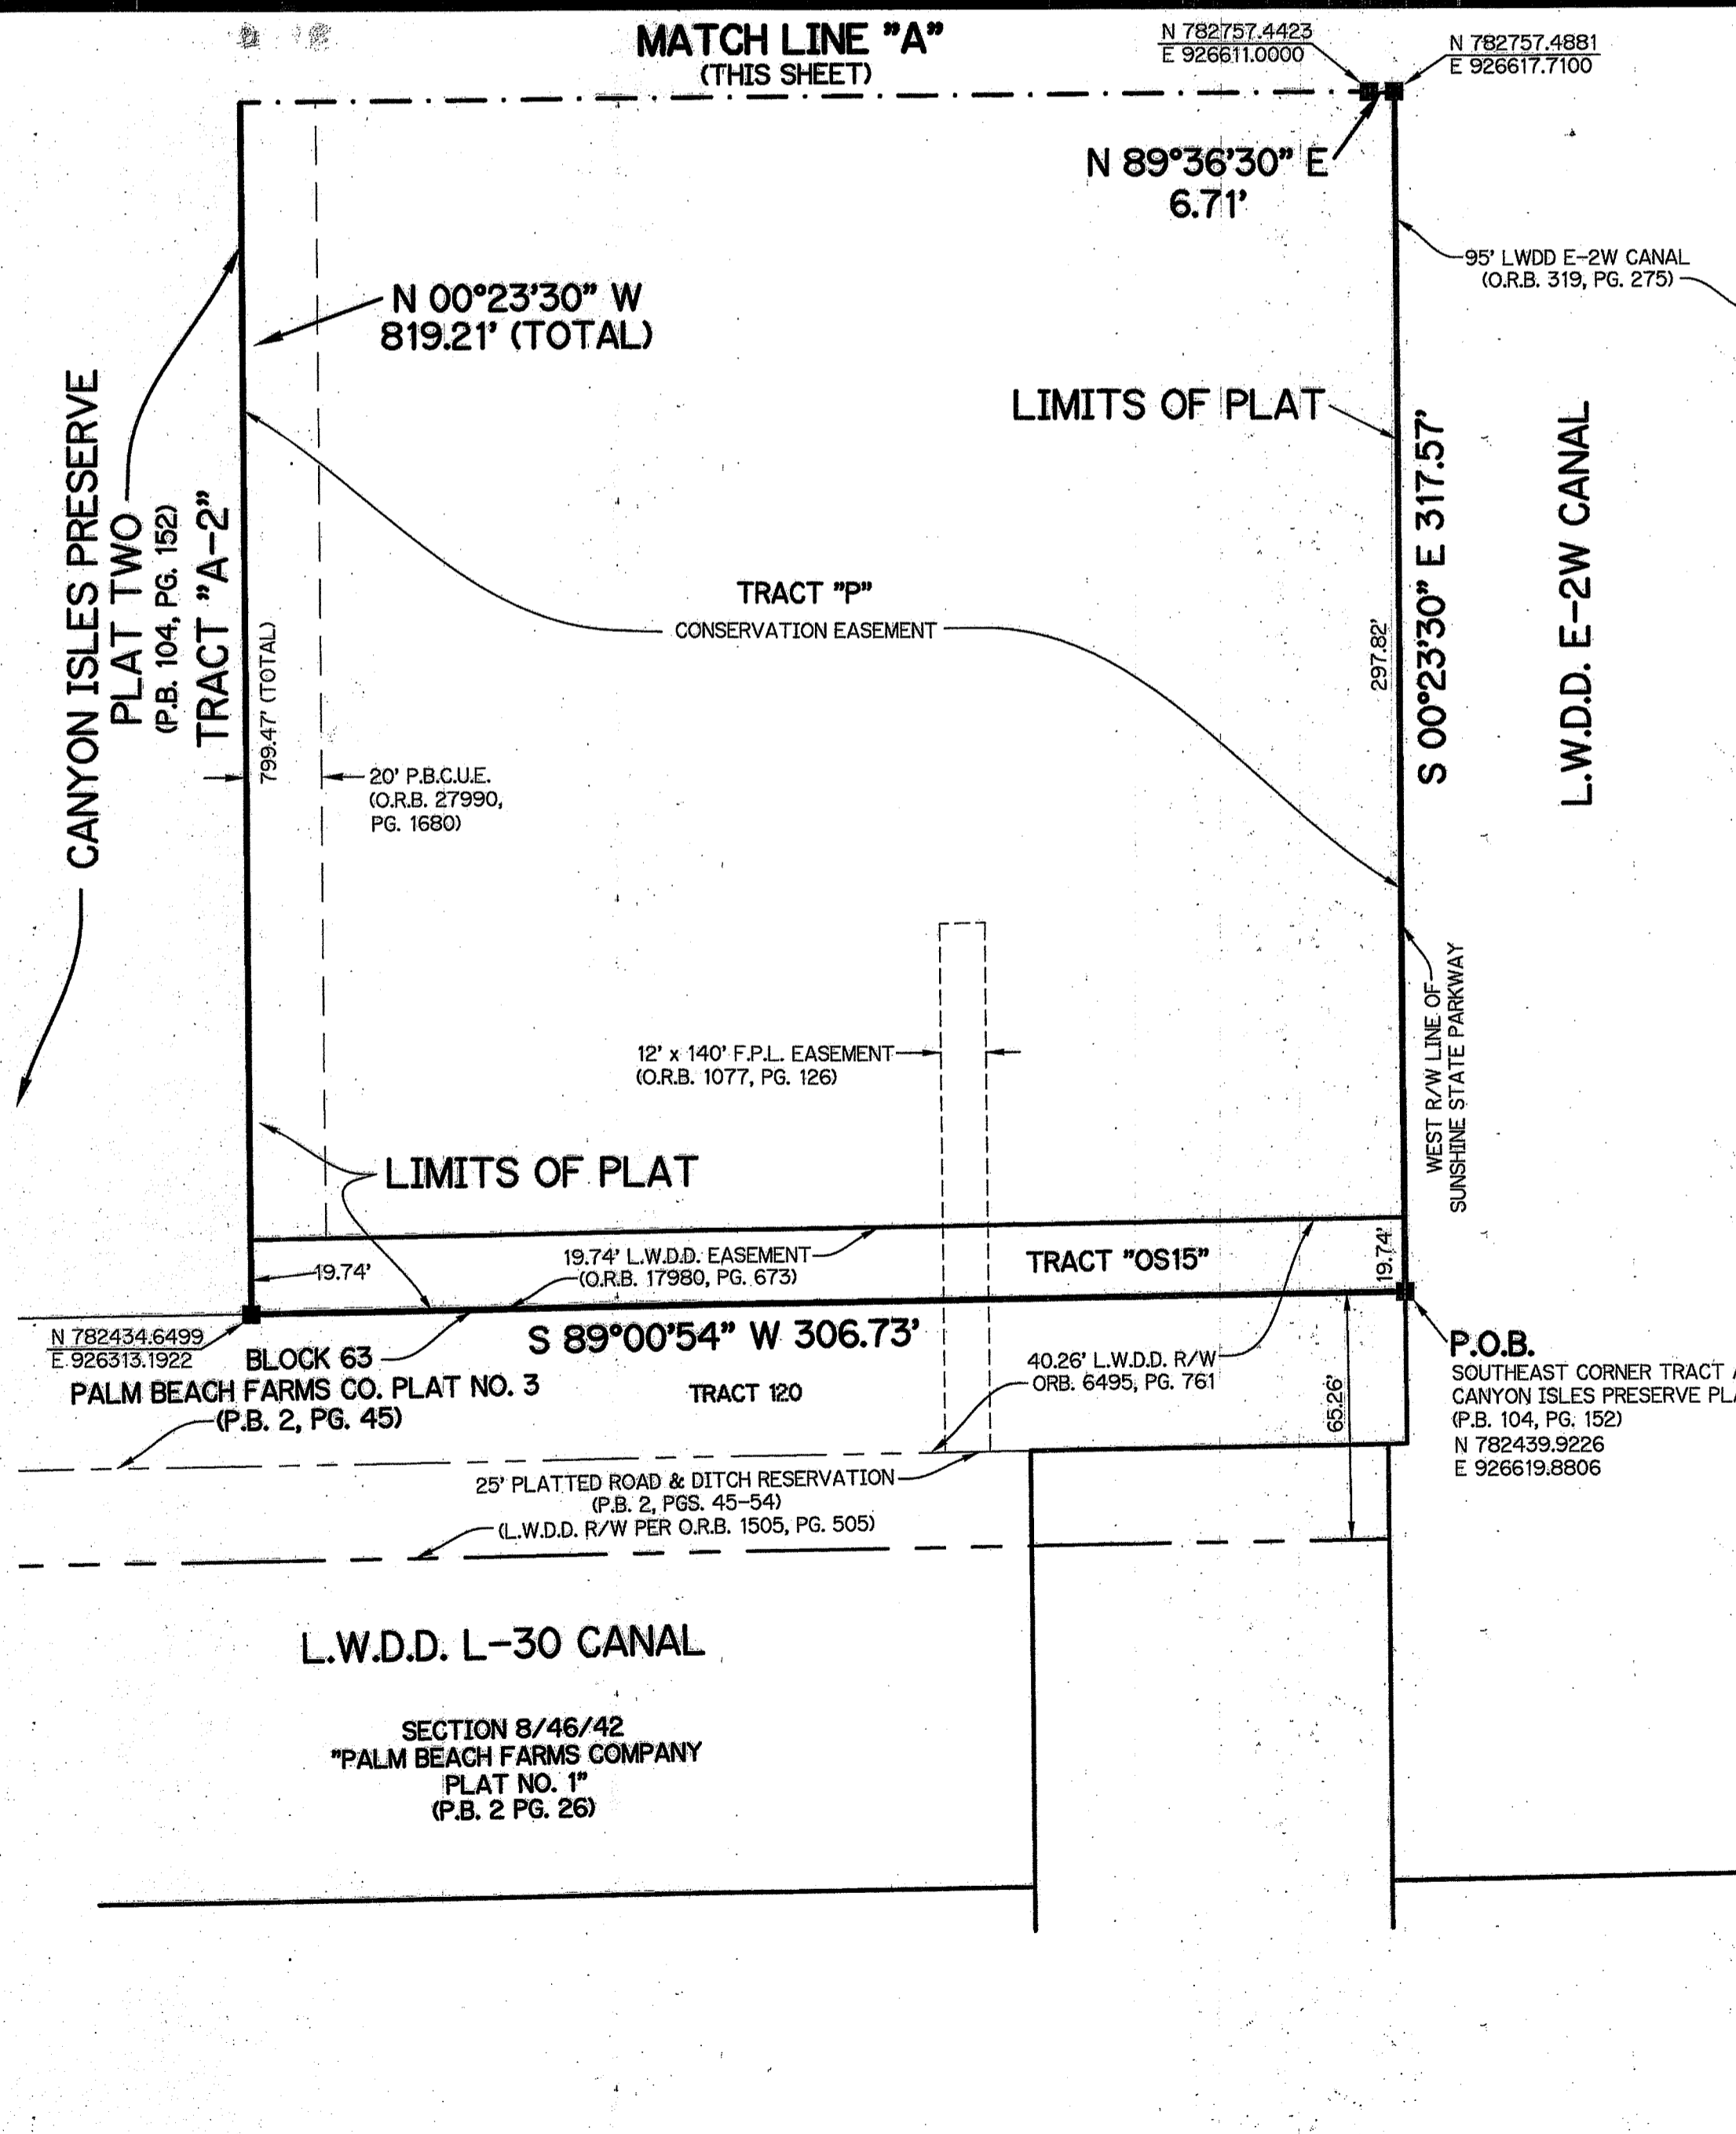 MATCH LINE "A"
(THIS SHEET)
N 782757.4423
E 926611.0000
N 782757.4881
E 926617.7100
N 89°36'30" E
6.71'
95' LWDD E-2W CANAL
(O.R.B. 319, PG. 275)
N 00°23'30" W
819.21' (TOTAL)
LIMITS OF PLAT
CANYON ISLES PRESERVE
PLAT TWO
(P.B. 104, PG. 152)
TRACT "A-2"
799.47' (TOTAL)
S 00°23'30" E 317.57'
297.82'
L.W.D.D. E-2W CANAL
TRACT "P"
CONSERVATION EASEMENT
20' P.B.C.U.E.
(O.R.B. 27990,
PG. 1680)
12' x 140' F.P.L. EASEMENT
(O.R.B. 1077, PG. 126)
WEST R/W LINE OF
SUNSHINE STATE PARKWAY
LIMITS OF PLAT
19.74'
19.74' L.W.D.D. EASEMENT
(O.R.B. 17980, PG. 673)
TRACT "OS15"
19.74'
N 782434.6499
E 926313.1922
S 89°00'54" W 306.73'
BLOCK 63
PALM BEACH FARMS CO. PLAT NO. 3
(P.B. 2, PG. 45)
TRACT 120
40.26' L.W.D.D. R/W
ORB. 6495, PG. 761
65.26'
P.O.B.
SOUTHEAST CORNER TRACT
CANYON ISLES PRESERVE
(P.B. 104, PG. 152)
N 782439.9226
E 926619.8806
25' PLATTED ROAD & DITCH RESERVATION
(P.B. 2, PGS. 45-54)
(L.W.D.D. R/W PER O.R.B. 1505, PG. 505)
L.W.D.D. L-30 CANAL
SECTION 8/46/42
"PALM BEACH FARMS COMPANY
PLAT NO. 1"
(P.B. 2 PG. 26)